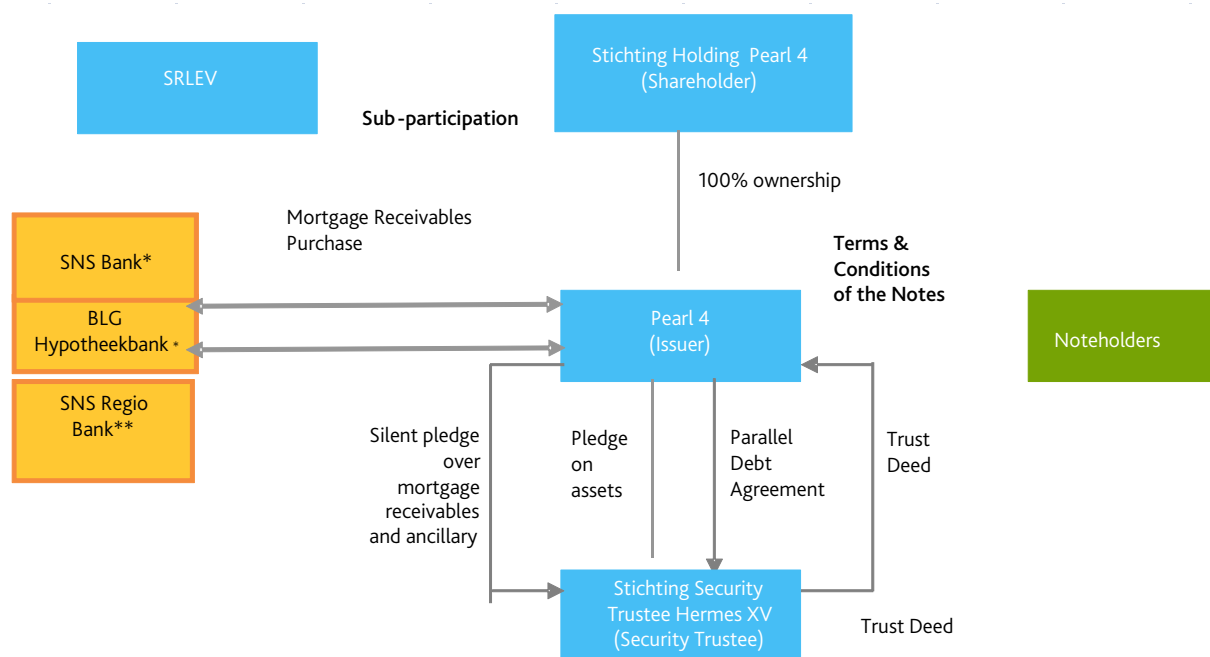 SRLEV
Stichting Holding Pearl 4
(Shareholder)
Sub-participation
100% ownership
Mortgage Receivables
Purchase
Terms &
Conditions
of the Notes
SNS Bank*
BLG
Hypotheekbank *
SNS Regio
Bank**
Pearl 4
(Issuer)
Noteholders
Silent pledge
over
mortgage
receivables
and ancillary
Pledge
on
assets
Parallel
Debt
Agreement
Trust
Deed
Stichting Security
Trustee Hermes XV
(Security Trustee)
Trust Deed